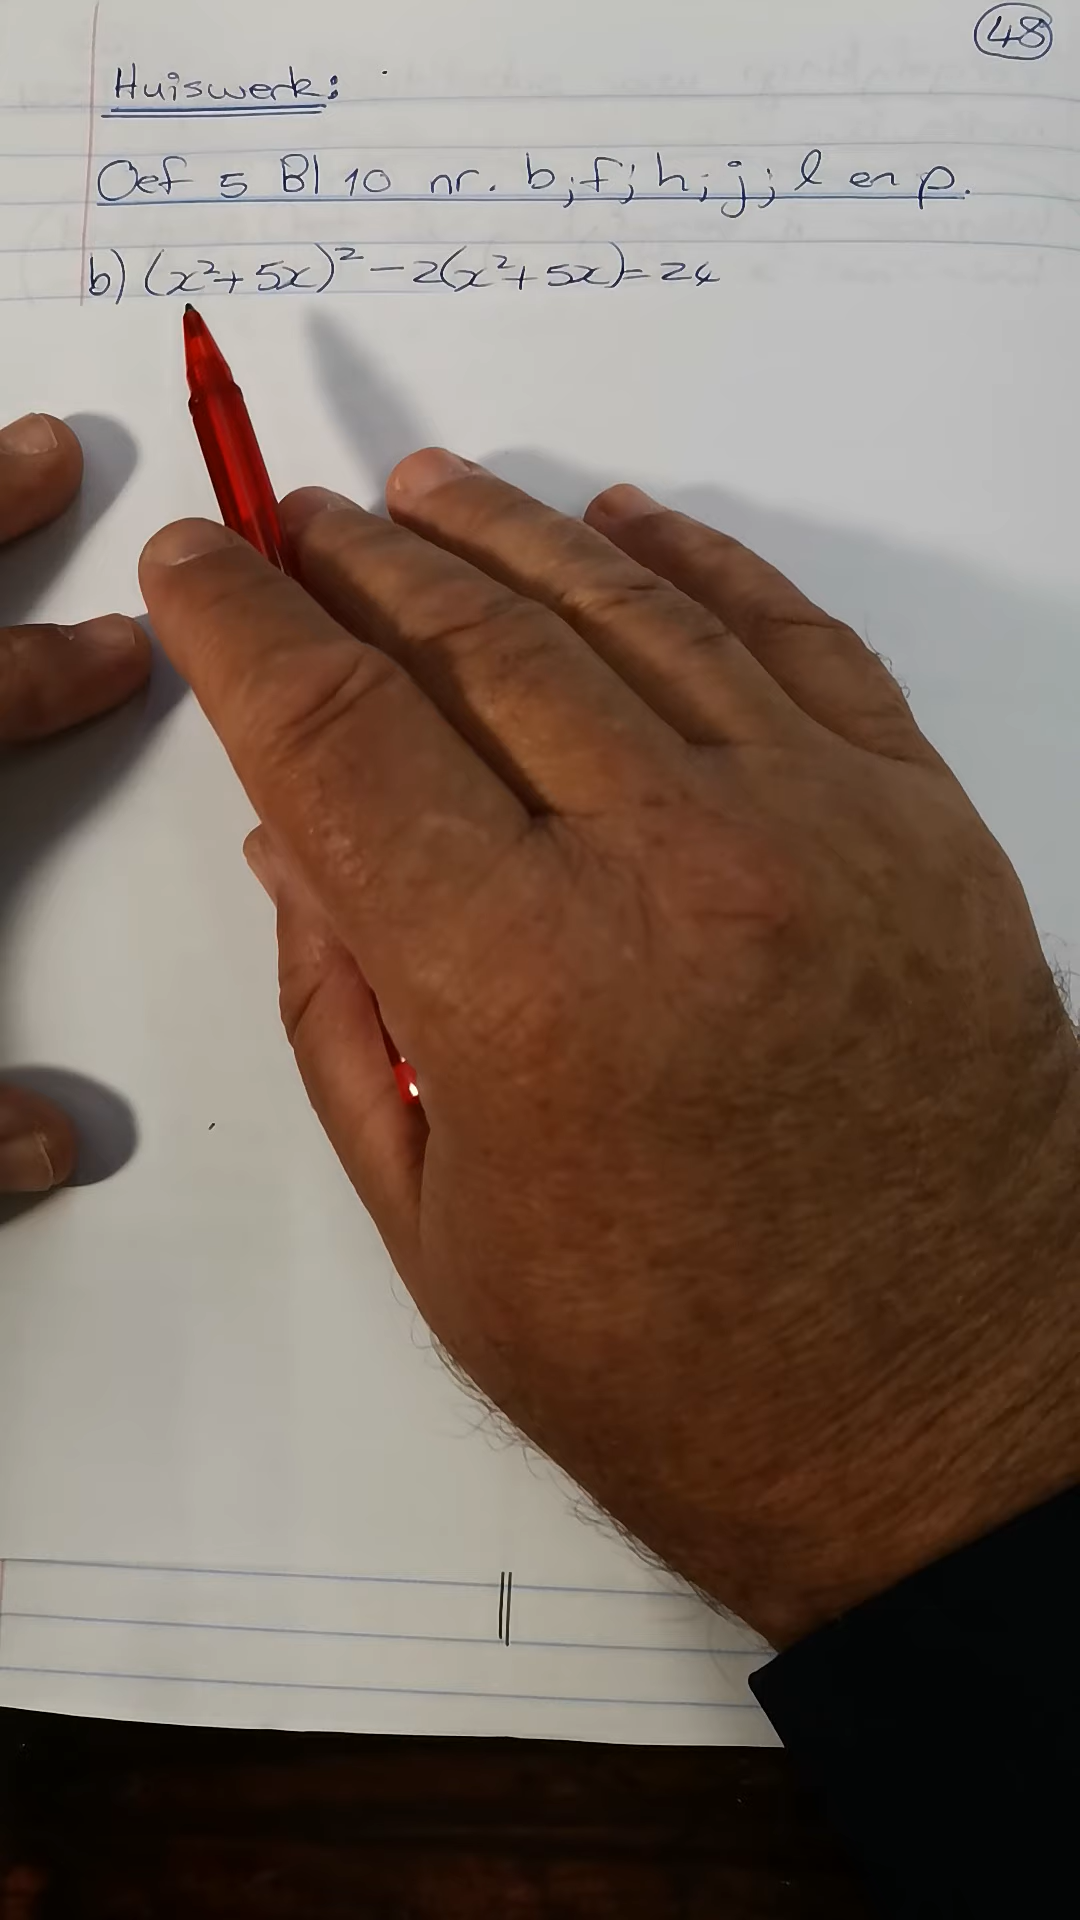 48
Huiswerk:
Oef 5 Bl 10 nr. b; f; h; j; l en p.
b) (x²+5x)² - 2(x²+5x)=24